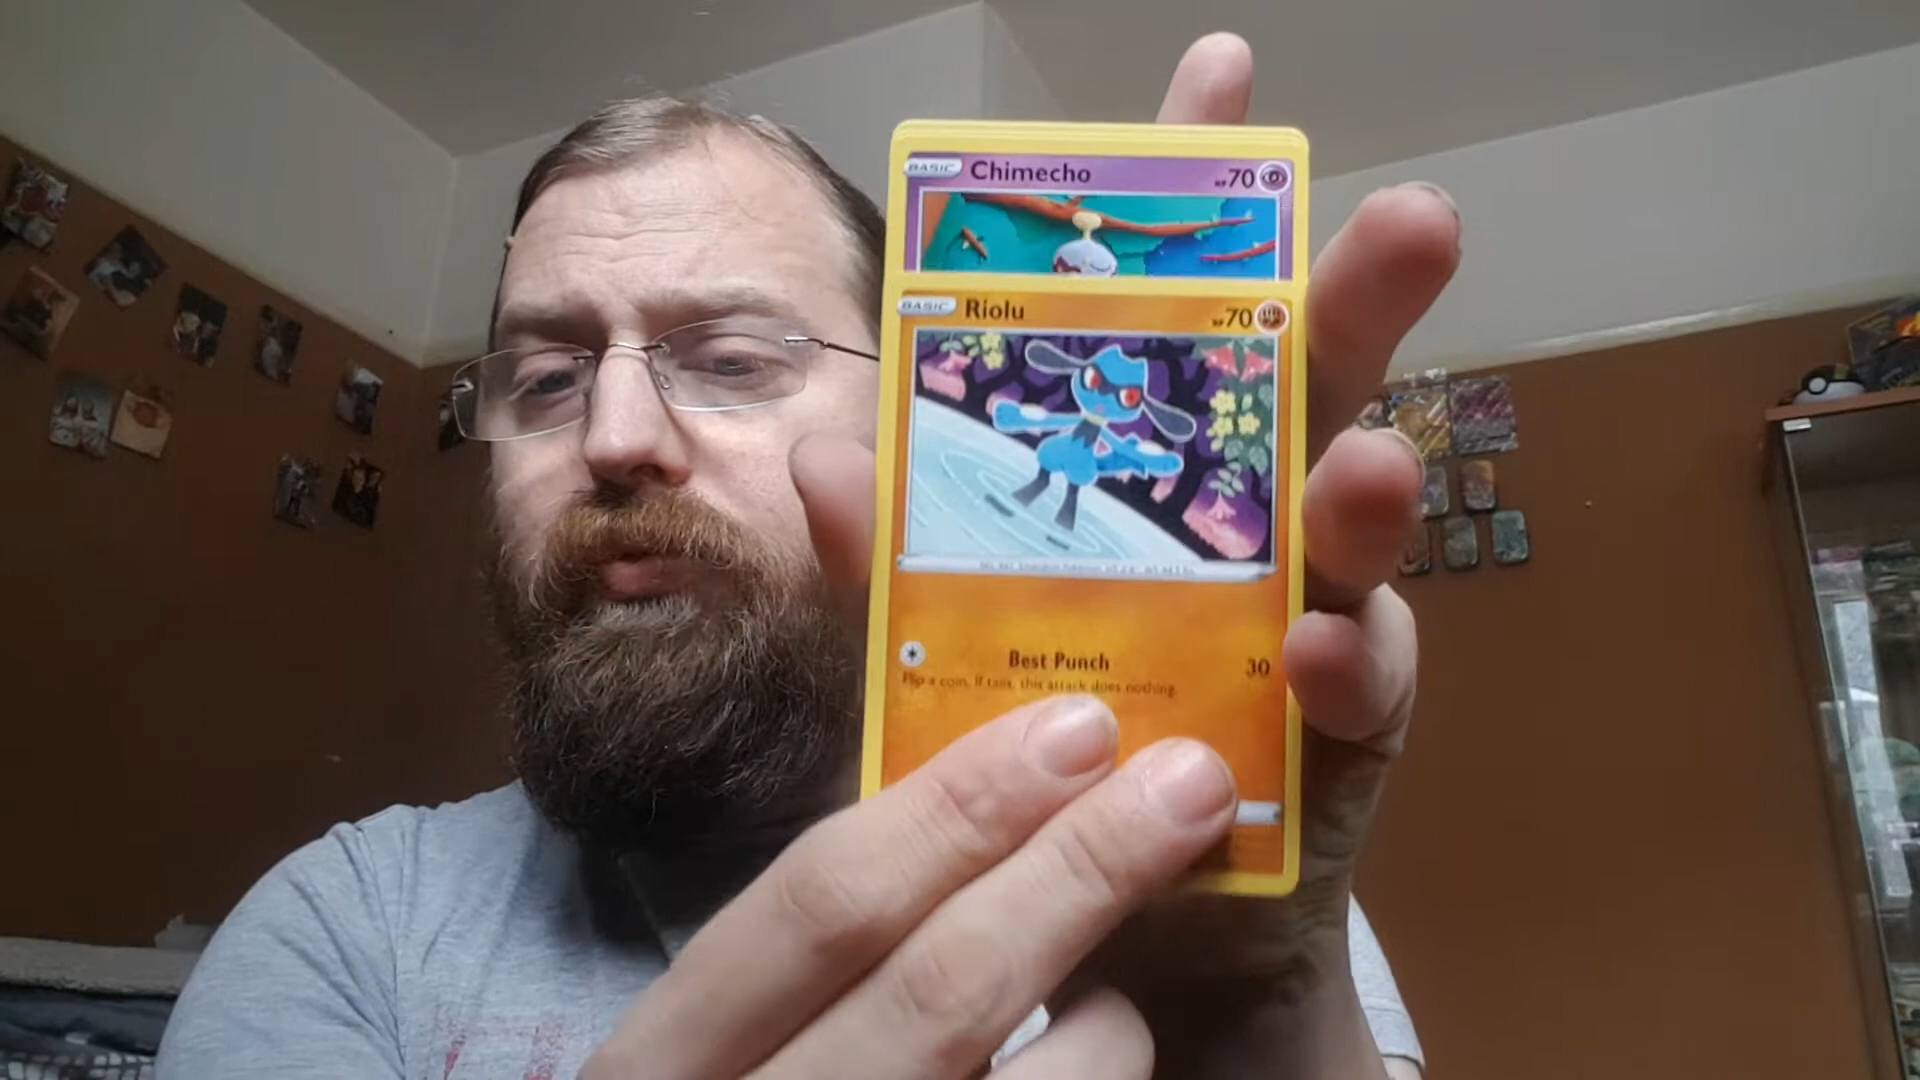 BASIC Chimecho HP70
BASIC Riolu HP70
Best Punch 30
Flip a coin. If tails, this attack does nothing.